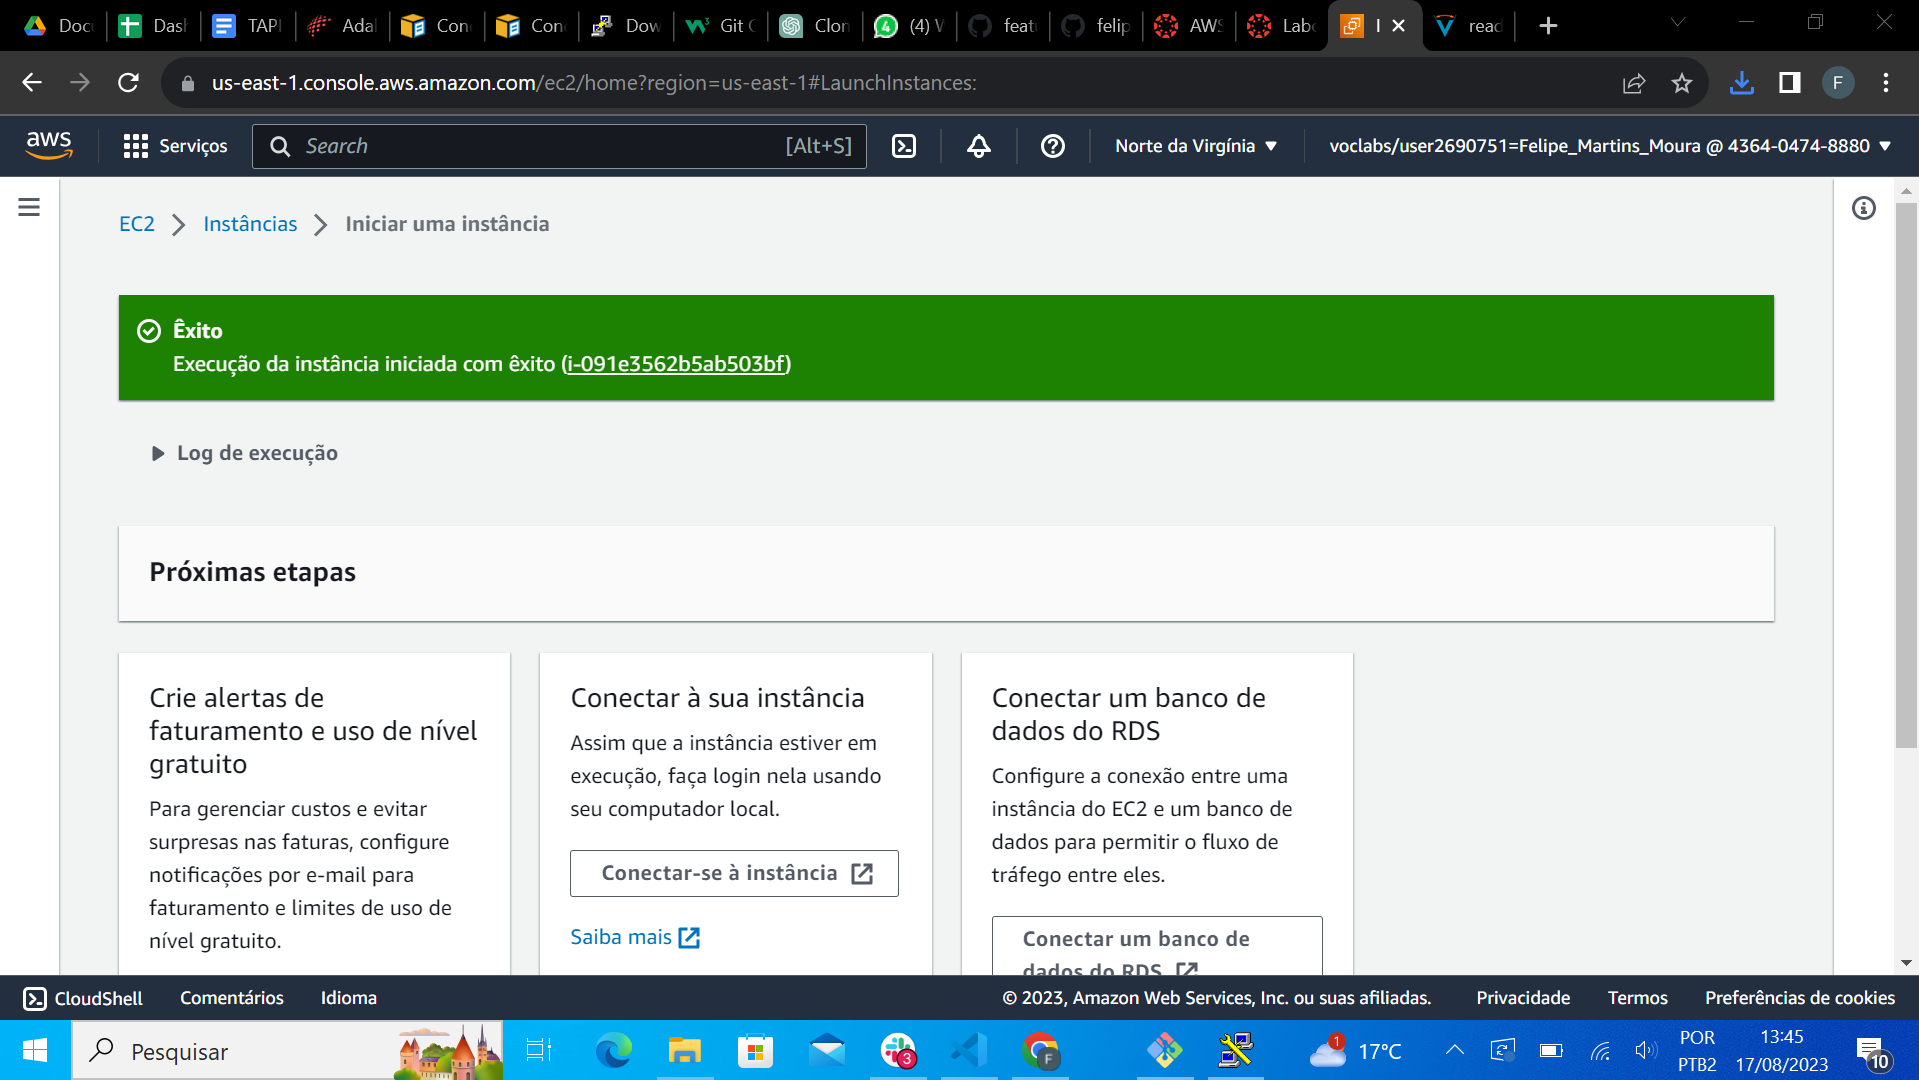 Doc
Dash
TAPI
Adal
Con
Con
Dow
Git C
Clon
(4) W
feat
felip
AWS
Labo
I
read
us-east-1.console.aws.amazon.com/ec2/home?region=us-east-1#LaunchInstances:
F
aws
Serviços
Search
[Alt+S]
Norte da Virgínia
voclabs/user2690751=Felipe_Martins_Moura @ 4364-0474-8880
EC2
Instâncias
Iniciar uma instância
Êxito
Execução da instância iniciada com êxito (i-091e3562b5ab503bf)
Log de execução
Próximas etapas
Crie alertas de
faturamento e uso de nível
gratuito
Para gerenciar custos e evitar
surpresas nas faturas, configure
notificações por e-mail para
faturamento e limites de uso de
nível gratuito.
Conectar à sua instância
Assim que a instância estiver em
execução, faça login nela usando
seu computador local.
Conectar-se à instância
Saiba mais
Conectar um banco de
dados do RDS
Configure a conexão entre uma
instância do EC2 e um banco de
dados para permitir o fluxo de
tráfego entre eles.
Conectar um banco de
dados do RDS
CloudShell
Comentários
Idioma
© 2023, Amazon Web Services, Inc. ou suas afiliadas.
Privacidade
Termos
Preferências de cookies
Pesquisar
3
F
1
17°C
POR
PTB2
13:45
17/08/2023
10